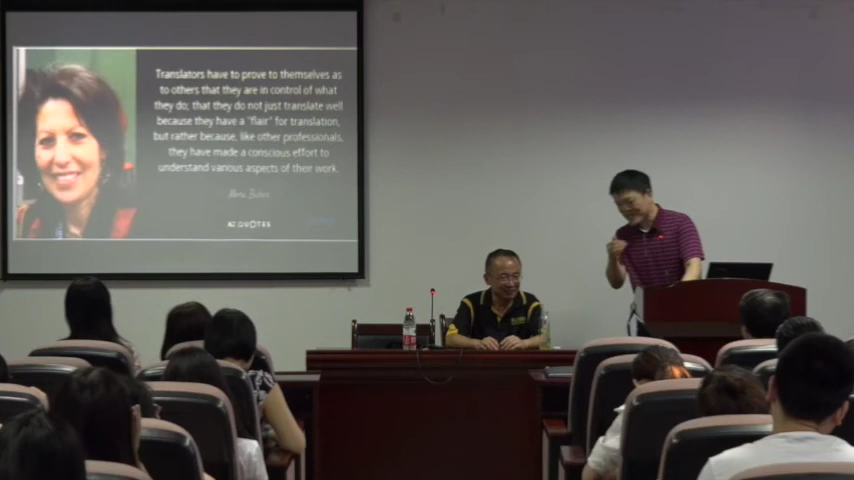 Translators have to prove to themselves as
to others that they are in control of what
they do; that they do not just translate well
because they have a "flair" for translation,
but rather because, like other professionals,
they have made a conscious effort to
understand various aspects of their work.
Mona Baker
AZ QUOTES